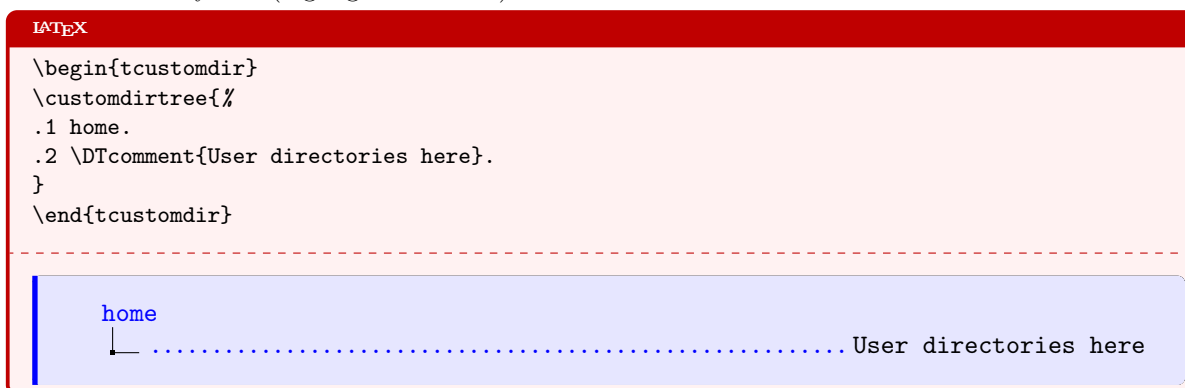 LATEX
\begin{tcustomdir}
\customdirtree{%
.1 home.
.2 \DTcomment{User directories here}.
}
\end{tcustomdir}
home
.........................................................User directories here